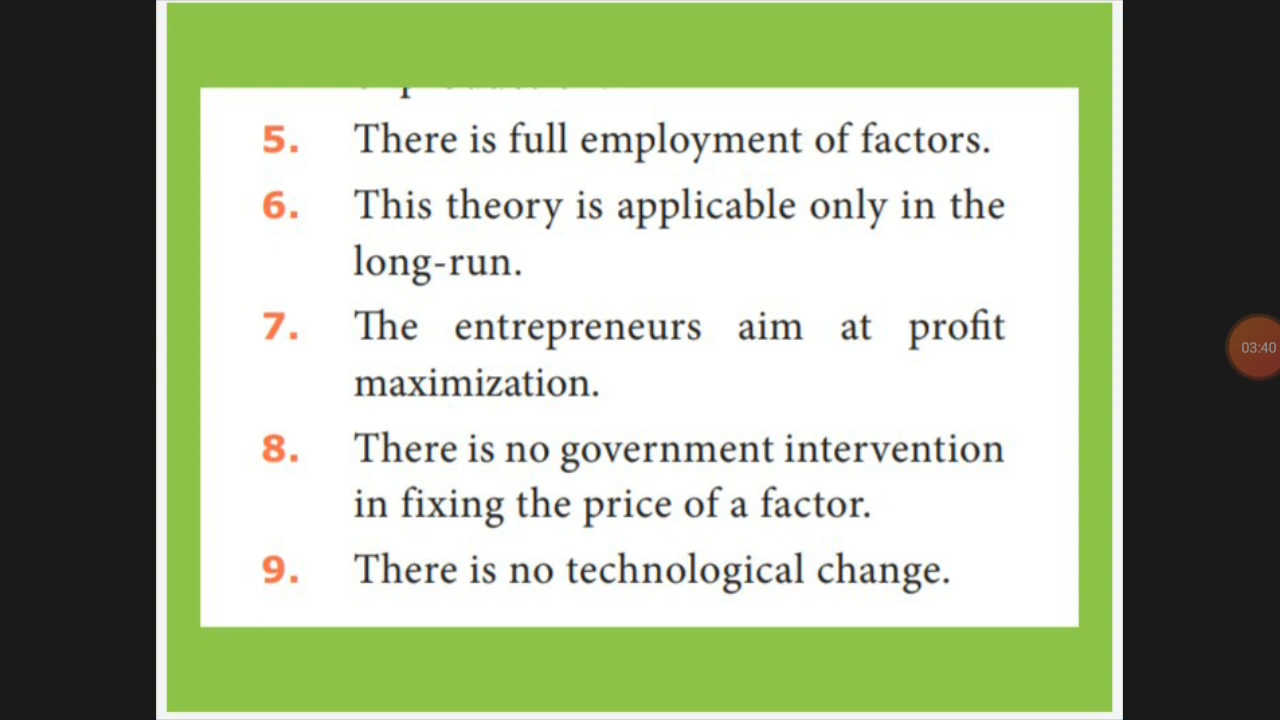 5. There is full employment of factors.
6. This theory is applicable only in the
long-run.
7. The entrepreneurs aim at profit
maximization.
8. There is no government intervention
in fixing the price of a factor.
9. There is no technological change.
03:40